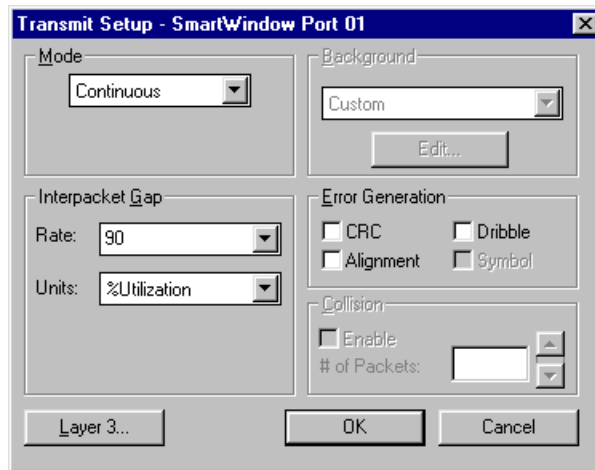 Transmit Setup - SmartWindow Port 01
Mode
Continuous
Background
Custom
Edit...
Interpacket Gap
Rate: 90
Units: %Utilization
Error Generation
CRC Dribble
Alignment Symbol
Collision
Enable
# of Packets:
Layer 3... OK Cancel